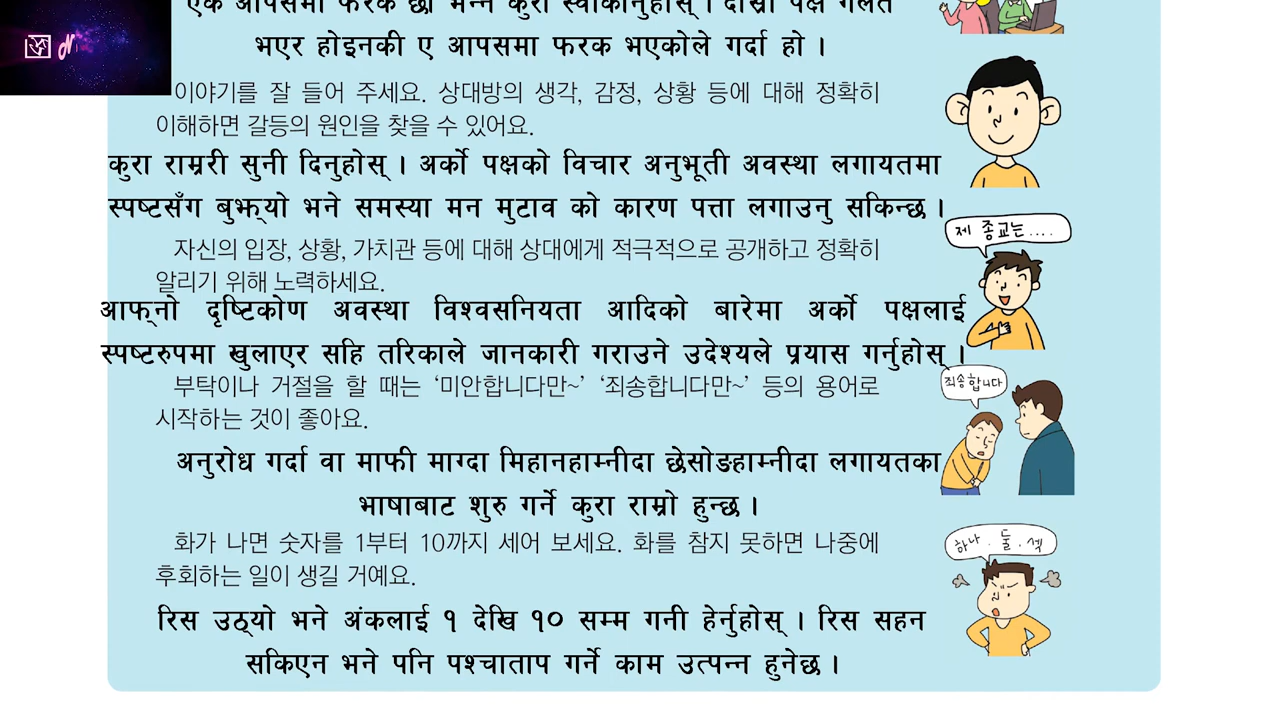 एक आपसमा फरक छौ भन्ने कुरा स्वीकार्नुहोस् । दोस्रो पक्ष गलत
भएर होइनकी ए आपसमा फरक भएकोले गर्दा हो ।
이야기를 잘 들어 주세요. 상대방의 생각, 감정, 상황 등에 대해 정확히
이해하면 갈등의 원인을 찾을 수 있어요.
कुरा राम्ररी सुनी दिनुहोस् । अर्को पक्षको विचार अनुभूती अवस्था लगायतमा
स्पष्टसँग बुझ्यो भने समस्या मन मुटाव को कारण पत्ता लगाउनु सकिन्छ ।
제 종교는....
자신의 입장, 상황, 가치관 등에 대해 상대에게 적극적으로 공개하고 정확히
알리기 위해 노력하세요.
आफ्नो दृष्टिकोण अवस्था विश्वसनियता आदिको बारेमा अर्को पक्षलाई
स्पष्टरुपमा खुलाएर सहि तरिकाले जानकारी गराउने उदेश्यले प्रयास गर्नुहोस् ।
죄송합니다
부탁이나 거절을 할 때는 ‘미안합니다만~’ ‘죄송합니다만~’ 등의 용어로
시작하는 것이 좋아요.
अनुरोध गर्दा वा माफी माग्दा मिहानहाम्नीदा छेसोङहाम्नीदा लगायतका
भाषाबाट शुरु गर्ने कुरा राम्रो हुन्छ ।
하나. 둘. 셋
화가 나면 숫자를 1부터 10까지 세어 보세요. 화를 참지 못하면 나중에
후회하는 일이 생길 거예요.
रिस उठ्यो भने अंकलाई १ देखि १० सम्म गनी हेर्नुहोस् । रिस सहन
सकिएन भने पनि पश्चाताप गर्ने काम उत्पन्न हुनेछ ।